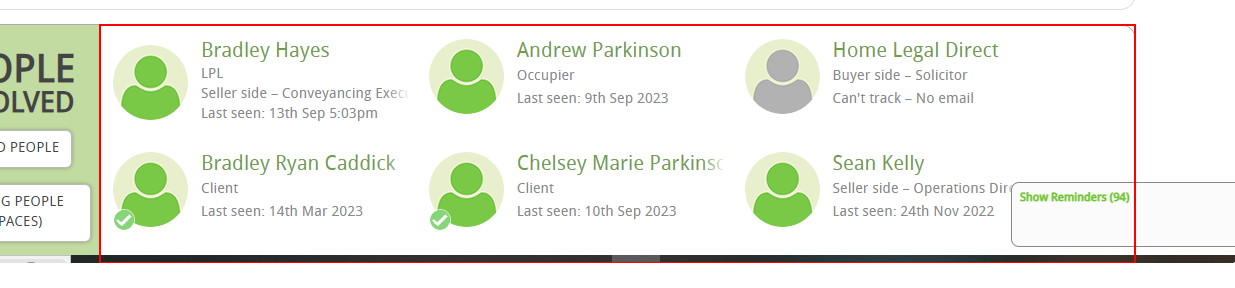 OPLE
OLVED
O PEOPLE
G PEOPLE
PACES)
Bradley Hayes
LPL
Seller side – Conveyancing Exec
Last seen: 13th Sep 5:03pm
Andrew Parkinson
Occupier
Last seen: 9th Sep 2023
Home Legal Direct
Buyer side – Solicitor
Can't track – No email
Bradley Ryan Caddick
Client
Last seen: 14th Mar 2023
Chelsey Marie Parkinso
Client
Last seen: 10th Sep 2023
Sean Kelly
Seller side – Operations Dir
Last seen: 24th Nov 2022
Show Reminders (94)